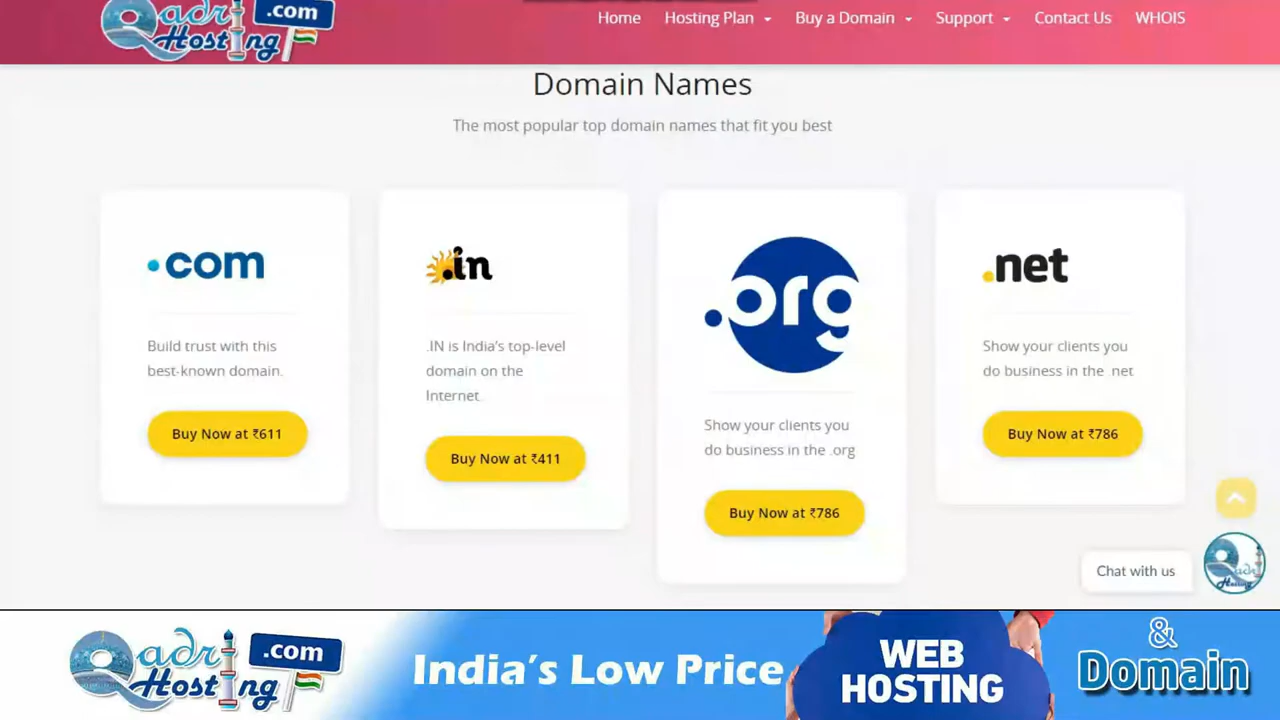 Qadri
Hosting
.com
Home
Hosting Plan
Buy a Domain
Support
Contact Us
WHOIS
Domain Names
The most popular top domain names that fit you best
.com
Build trust with this
best-known domain.
Buy Now at ₹611
.in
.IN is India's top-level
domain on the
Internet.
Buy Now at ₹411
.org
Show your clients you
do business in the .org
Buy Now at ₹786
.net
Show your clients you
do business in the .net
Buy Now at ₹786
Chat with us
Qadri
Hosting
Qadri
Hosting
.com
India's Low Price
WEB
HOSTING
&
Domain